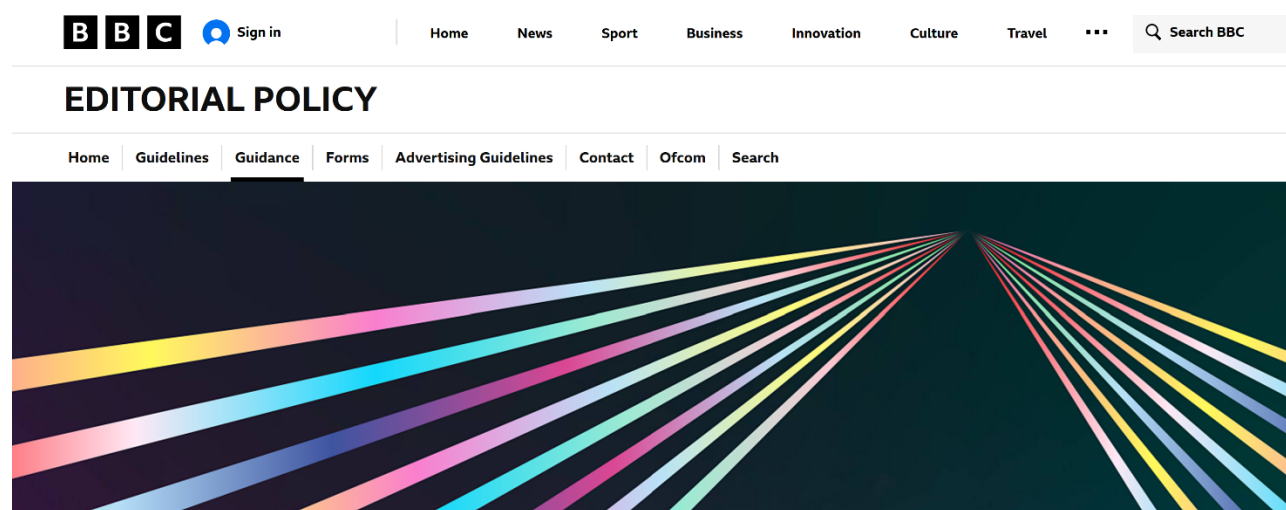 BBC Sign in Home News Sport Business Innovation Culture Travel Search BBC
EDITORIAL POLICY
Home Guidelines Guidance Forms Advertising Guidelines Contact Ofcom Search